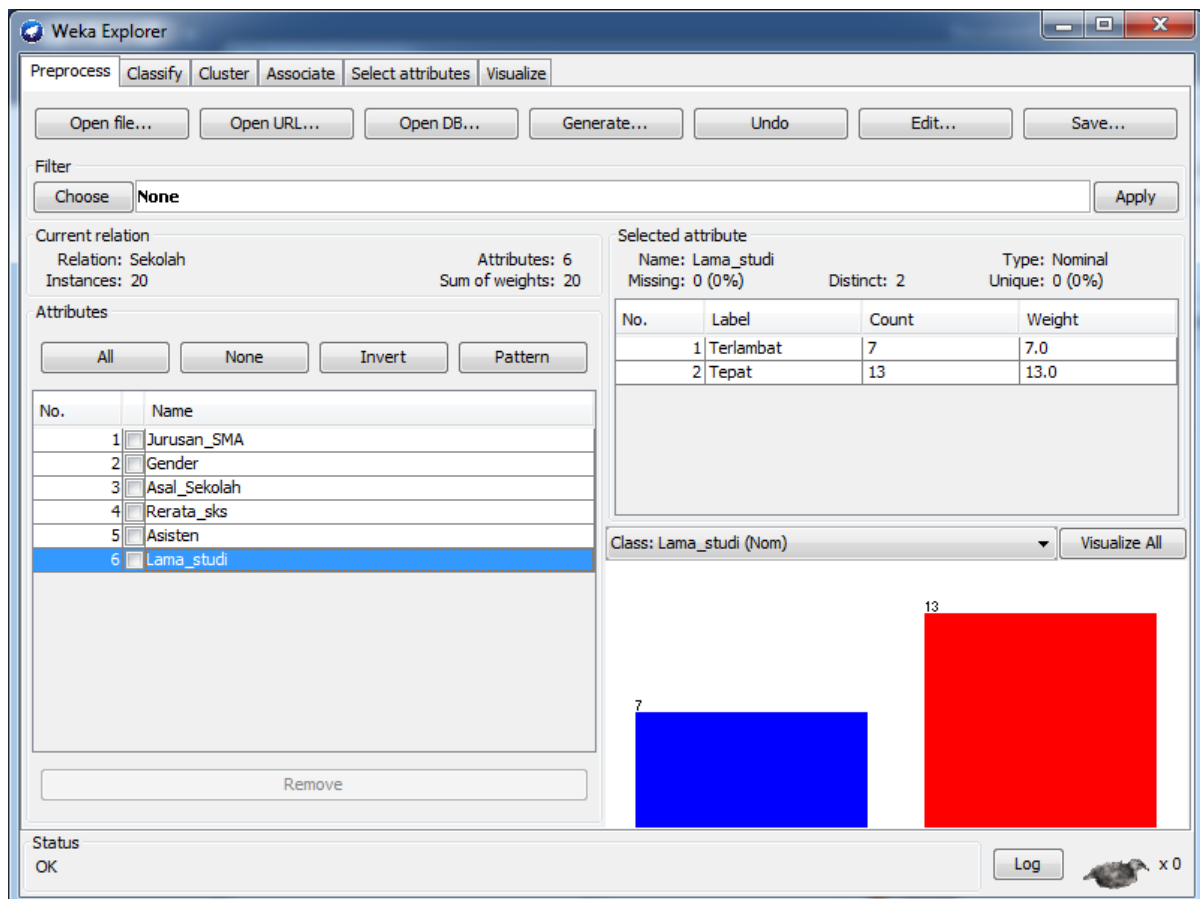 Weka Explorer
Preprocess Classify Cluster Associate Select attributes Visualize
Open file... Open URL... Open DB... Generate... Undo Edit... Save...
Filter
Choose None Apply
Current relation
Relation: Sekolah Attributes: 6
Instances: 20 Sum of weights: 20
Attributes
All None Invert Pattern
No. Name
1 Jurusan_SMA
2 Gender
3 Asal_Sekolah
4 Rerata_sks
5 Asisten
6 Lama_studi
Remove
Selected attribute
Name: Lama_studi Type: Nominal
Missing: 0 (0%) Distinct: 2 Unique: 0 (0%)
No. Label Count Weight
1 Terlambat 7 7.0
2 Tepat 13 13.0
Class: Lama_studi (Nom) Visualize All
13
7
Status
OK Log x 0